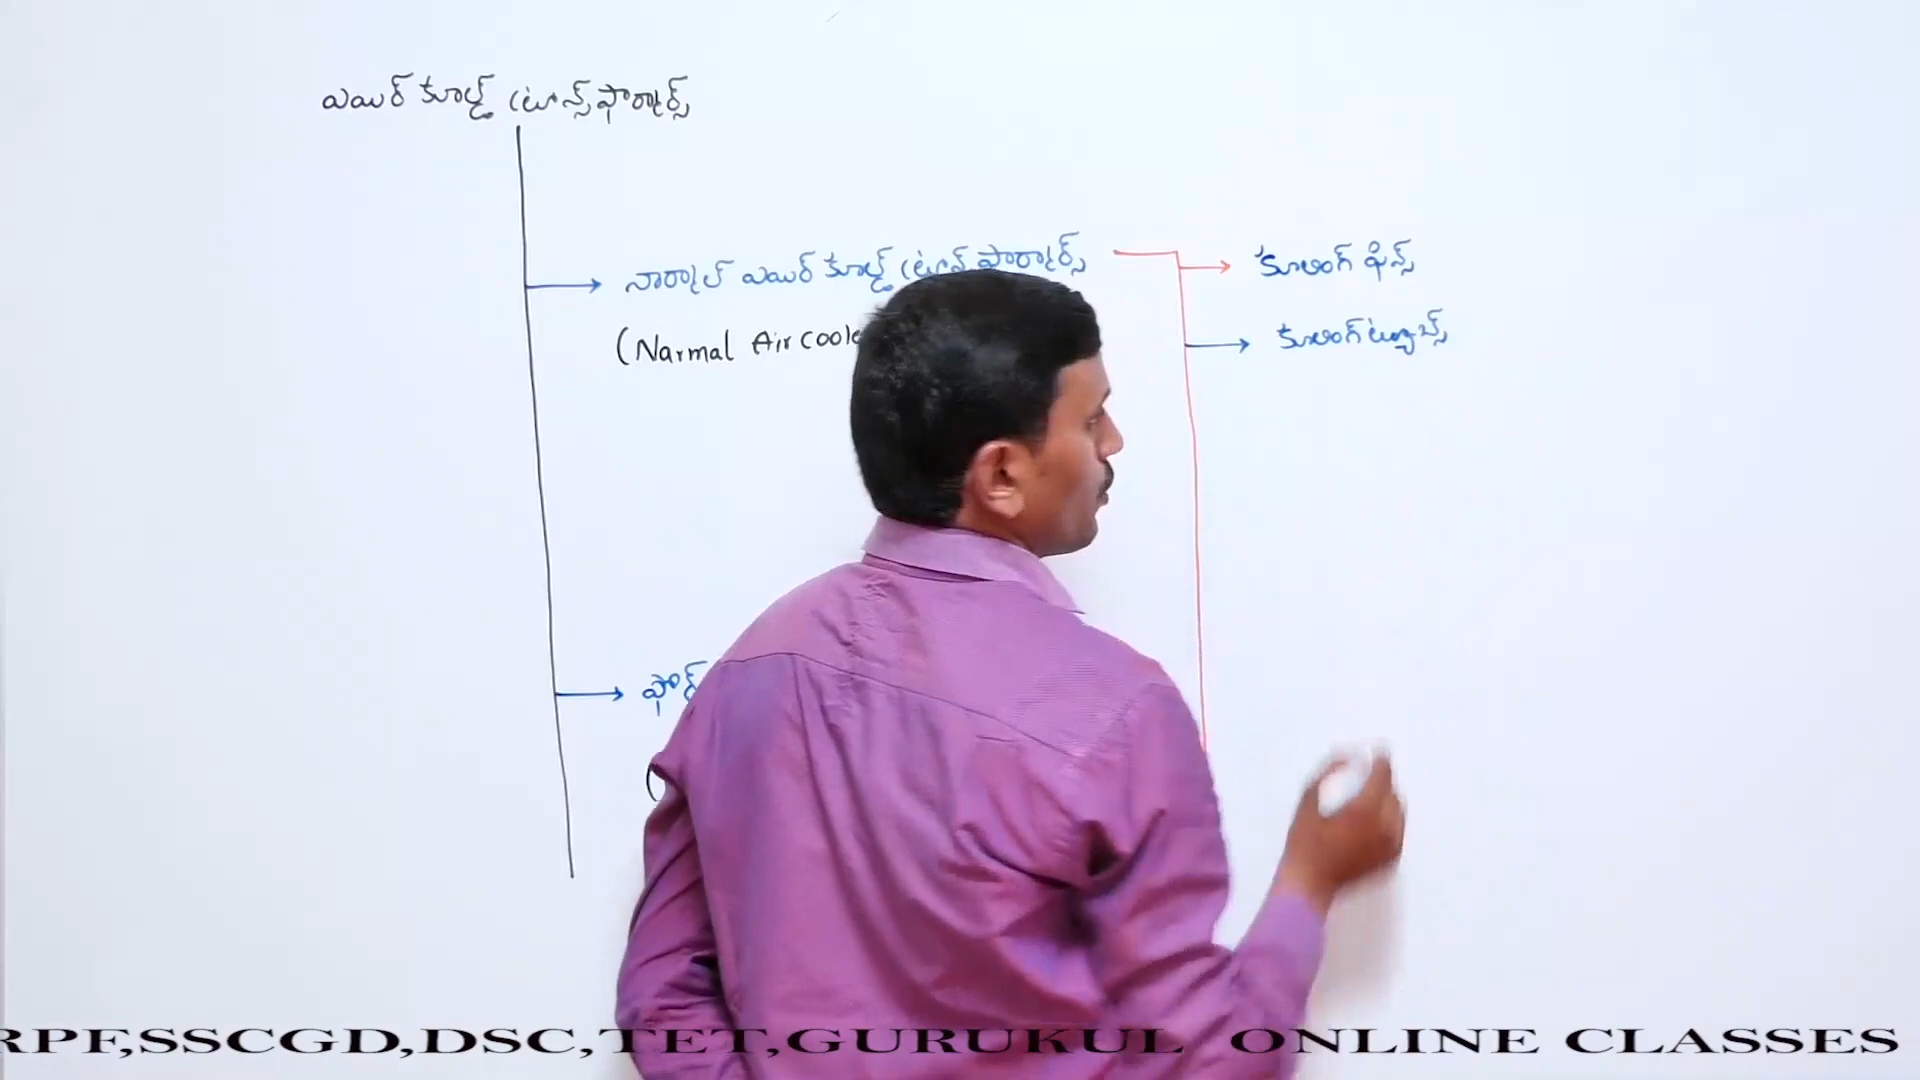 ఎయిర్ కూల్డ్ ట్రాన్స్‌ఫార్మర్స్
నార్మల్ ఎయిర్ కూల్డ్ ట్రాన్స్‌ఫార్మర్స్
(Narmal Air coole
కూలింగ్ ఫిన్స్
కూలింగ్ ట్యూబ్స్
ఫోర్స్
(
RPF,SSCGD,DSC,TET,GURUKUL ONLINE CLASSES